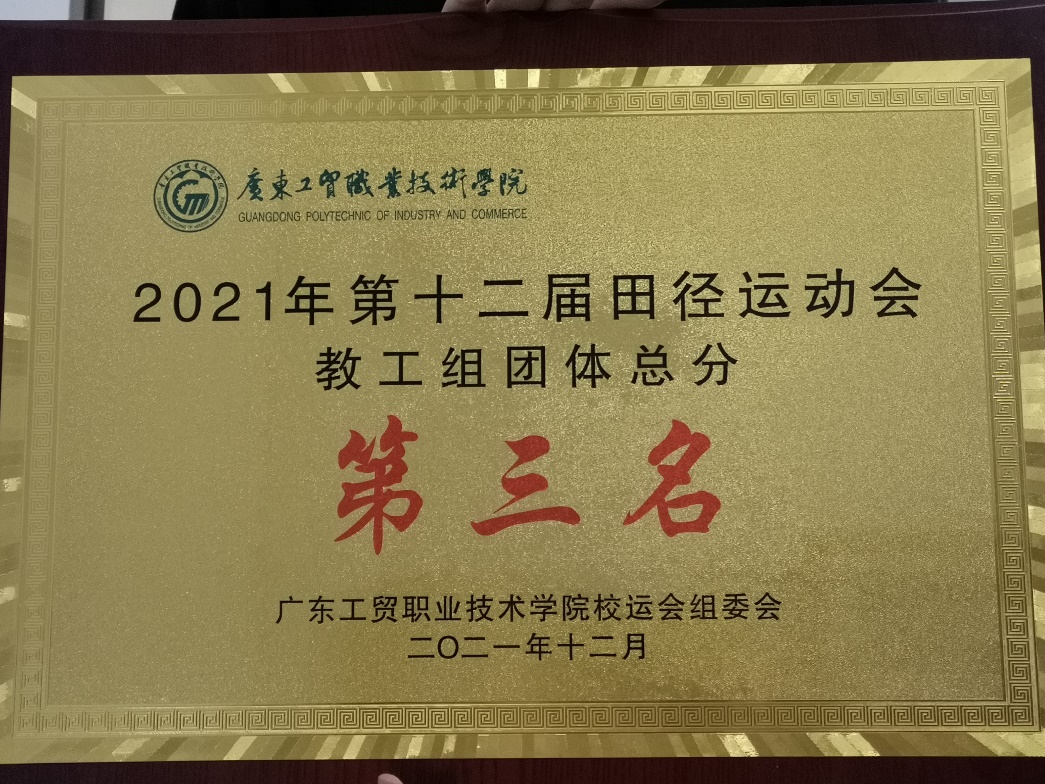 廣東工貿職業技術學院
GUANGDONG POLYTECHNIC OF INDUSTRY AND COMMERCE
2021年第十二届田径运动会
教工组团体总分
第三名
广东工贸职业技术学院校运会组委会
二〇二一年十二月